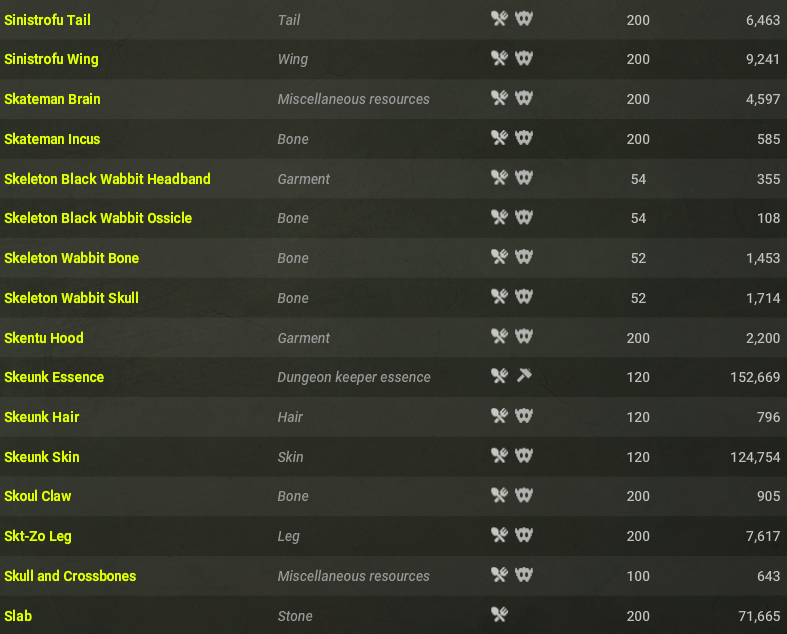 Sinistrofu Tail Tail 200 6,463
Sinistrofu Wing Wing 200 9,241
Skateman Brain Miscellaneous resources 200 4,597
Skateman Incus Bone 200 585
Skeleton Black Wabbit Headband Garment 54 355
Skeleton Black Wabbit Ossicle Bone 54 108
Skeleton Wabbit Bone Bone 52 1,453
Skeleton Wabbit Skull Bone 52 1,714
Skentu Hood Garment 200 2,200
Skeunk Essence Dungeon keeper essence 120 152,669
Skeunk Hair Hair 120 796
Skeunk Skin Skin 120 124,754
Skoul Claw Bone 200 905
Skt-Zo Leg Leg 200 7,617
Skull and Crossbones Miscellaneous resources 100 643
Slab Stone 200 71,665